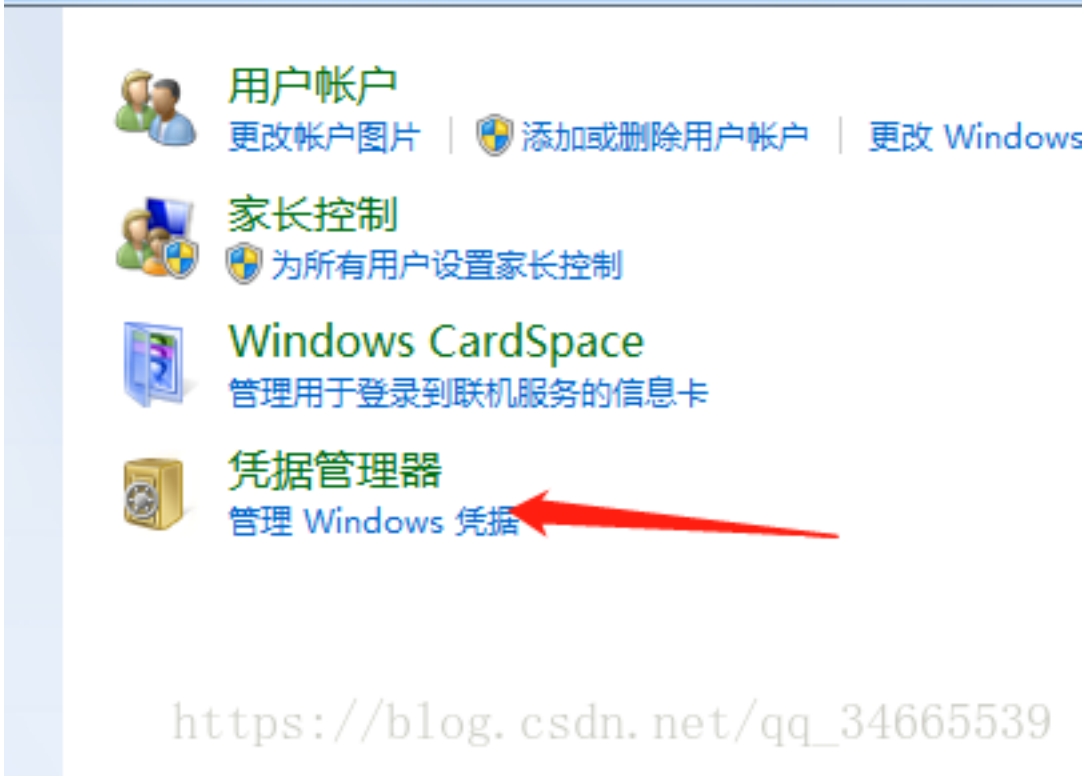 用户帐户
更改帐户图片 添加或删除用户帐户 更改 Windows
家长控制
为所有用户设置家长控制
Windows CardSpace
管理用于登录到联机服务的信息卡
凭据管理器
管理 Windows 凭据
https://blog.csdn.net/qq_34665539